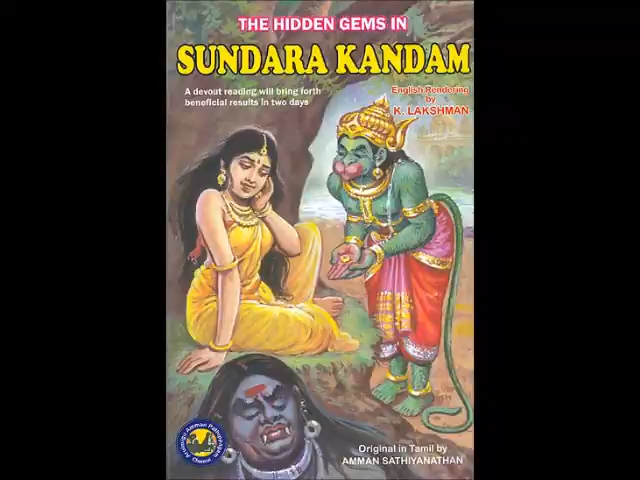 THE HIDDEN GEMS IN
SUNDARA KANDAM
A devout reading will bring forth
beneficial results in two days
English Rendering
by
K. LAKSHMAN
Original in Tamil by
AMMAN SATHIYANATHAN
Chennai